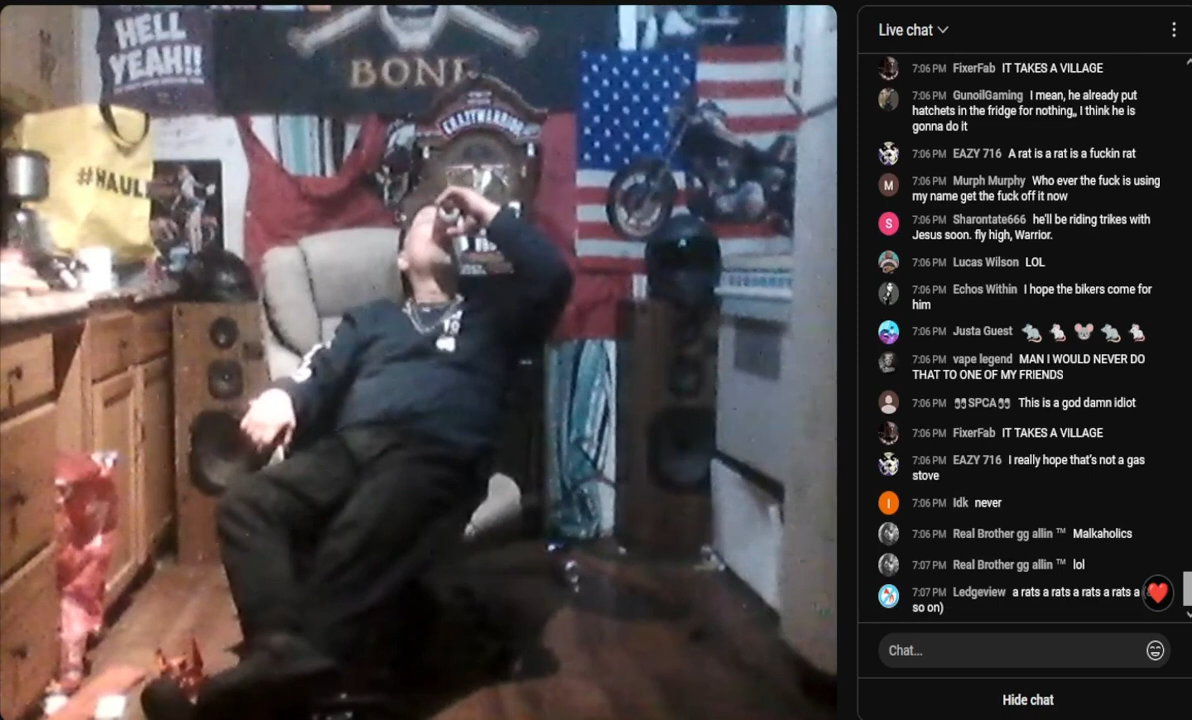 HELL
YEAH!!
BONE
CRAZYWARRIOR
#HAUL
Live chat
7:06 PM FixerFab IT TAKES A VILLAGE
7:06 PM GunoilGaming I mean, he already put
hatchets in the fridge for nothing,, I think he is
gonna do it
7:06 PM EAZY 716 A rat is a rat is a fuckin rat
M
7:06 PM Murph Murphy Who ever the fuck is using
my name get the fuck off it now
S
7:06 PM Sharontate666 he'll be riding trikes with
Jesus soon. fly high, Warrior.
7:06 PM Lucas Wilson LOL
7:06 PM Echos Within I hope the bikers come for
him
7:06 PM Justa Guest 🐀 🐁 🐭 🐀 🐁
7:06 PM vape legend MAN I WOULD NEVER DO
THAT TO ONE OF MY FRIENDS
7:06 PM 👀SPCA👀 This is a god damn idiot
7:06 PM FixerFab IT TAKES A VILLAGE
7:06 PM EAZY 716 I really hope that's not a gas
stove
I
7:06 PM Idk never
7:06 PM Real Brother gg allin ™ Malkaholics
7:07 PM Real Brother gg allin ™ lol
7:07 PM Ledgeview a rats a rats a rats a rats a
so on)
Chat...
Hide chat